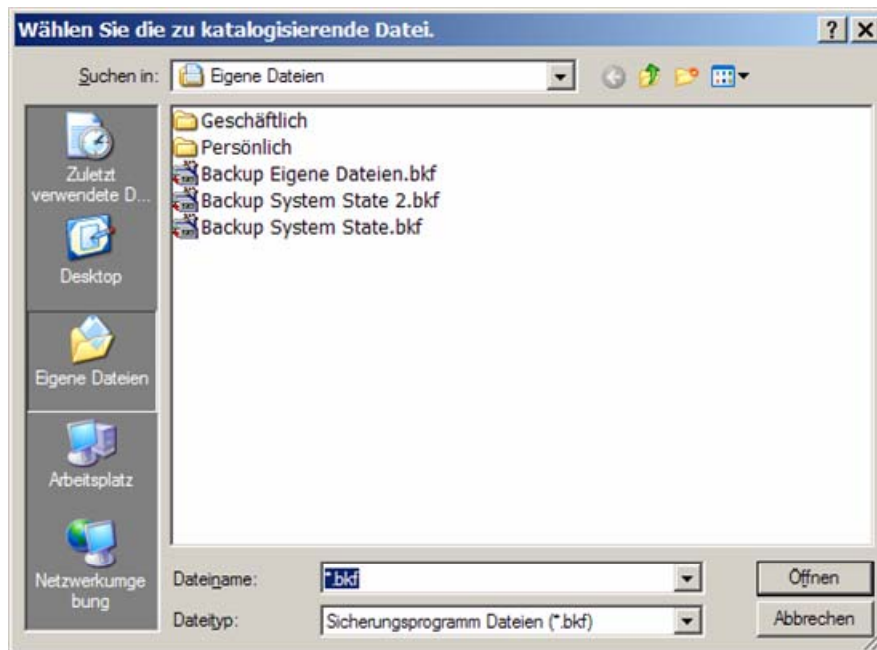 Wählen Sie die zu katalogisierende Datei.
Suchen in:
Eigene Dateien
Geschäftlich
Persönlich
Backup Eigene Dateien.bkf
Backup System State 2.bkf
Backup System State.bkf
Zuletzt
verwendete D...
Desktop
Eigene Dateien
Arbeitsplatz
Netzwerkumge
bung
Dateiname:
*.bkf
Öffnen
Dateityp:
Sicherungsprogramm Dateien (*.bkf)
Abbrechen